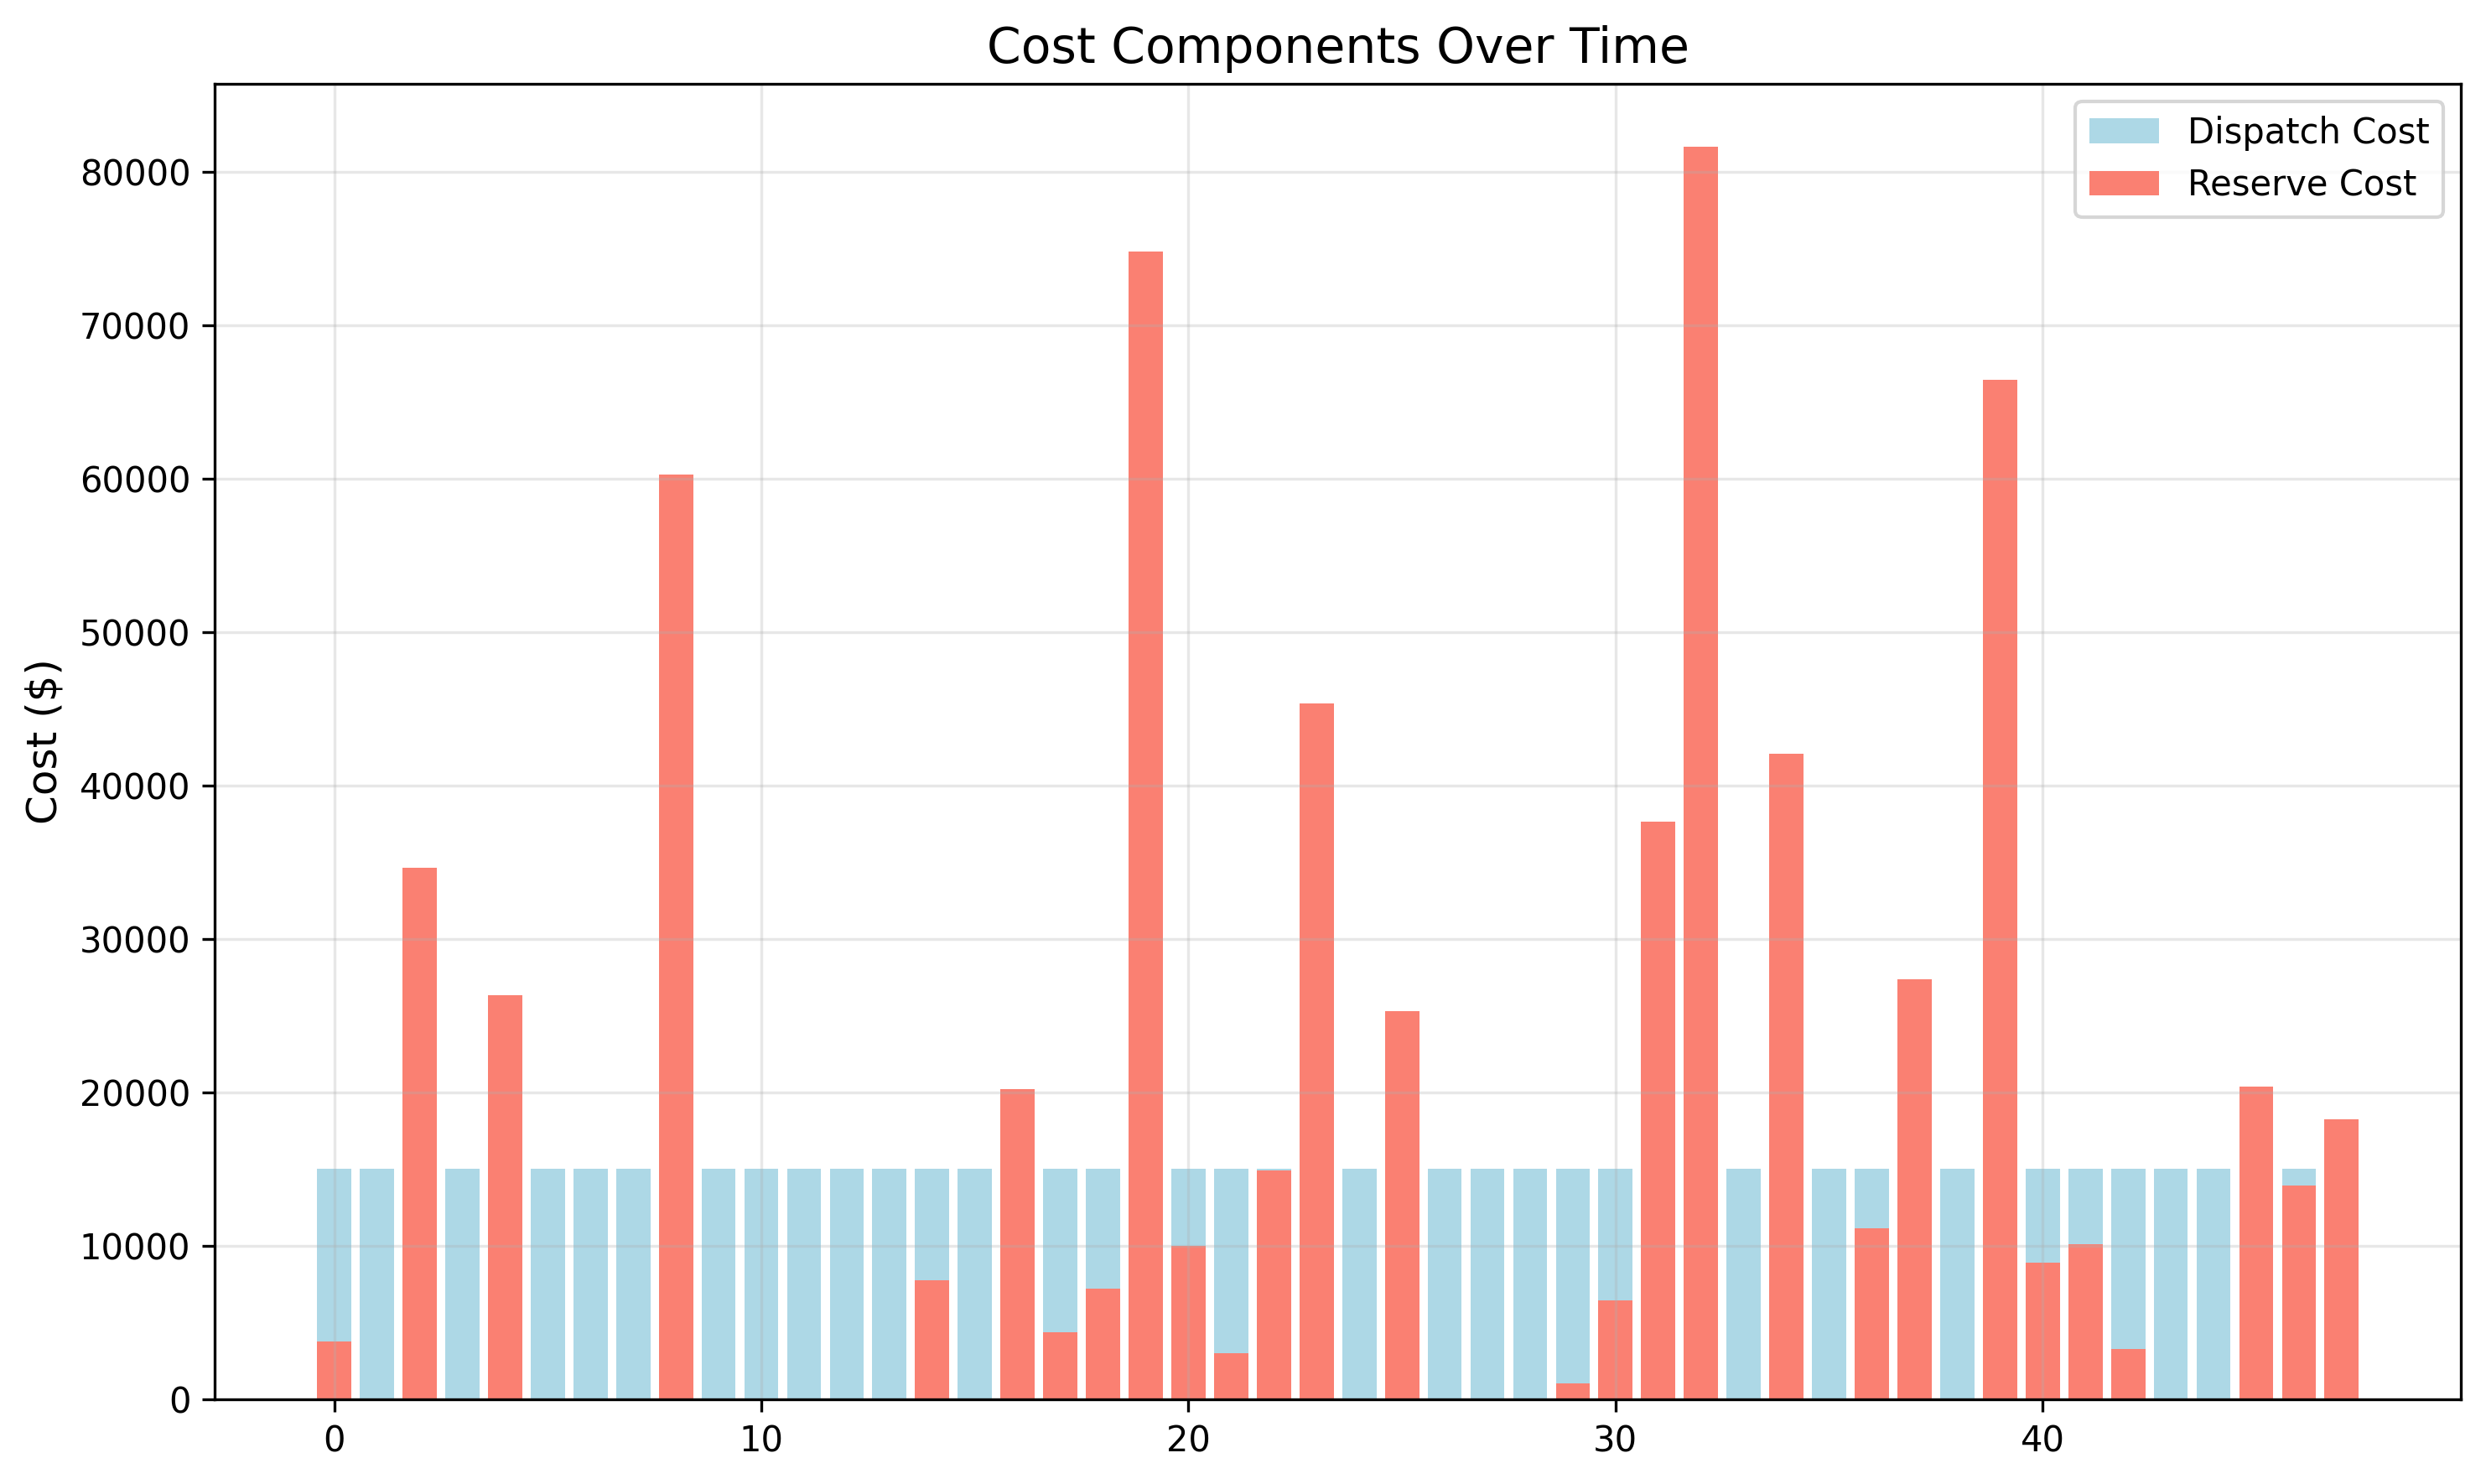 Cost Components Over Time
Dispatch Cost
Reserve Cost
Cost ($)
80000
70000
60000
50000
40000
30000
20000
10000
0
0 10 20 30 40